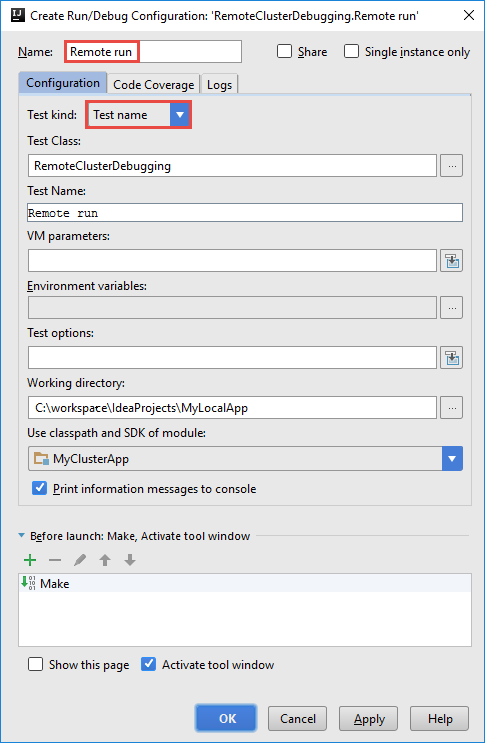 Create Run/Debug Configuration: 'RemoteClusterDebugging.Remote run'
Name: Remote run Share Single instance only
Configuration Code Coverage Logs
Test kind: Test name
Test Class:
RemoteClusterDebugging ...
Test Name:
Remote run
VM parameters:
Environment variables:
...
Test options:
Working directory:
C:\workspace\IdeaProjects\MyLocalApp ...
Use classpath and SDK of module:
MyClusterApp
Print information messages to console
Before launch: Make, Activate tool window
Make
Show this page Activate tool window
OK Cancel Apply Help